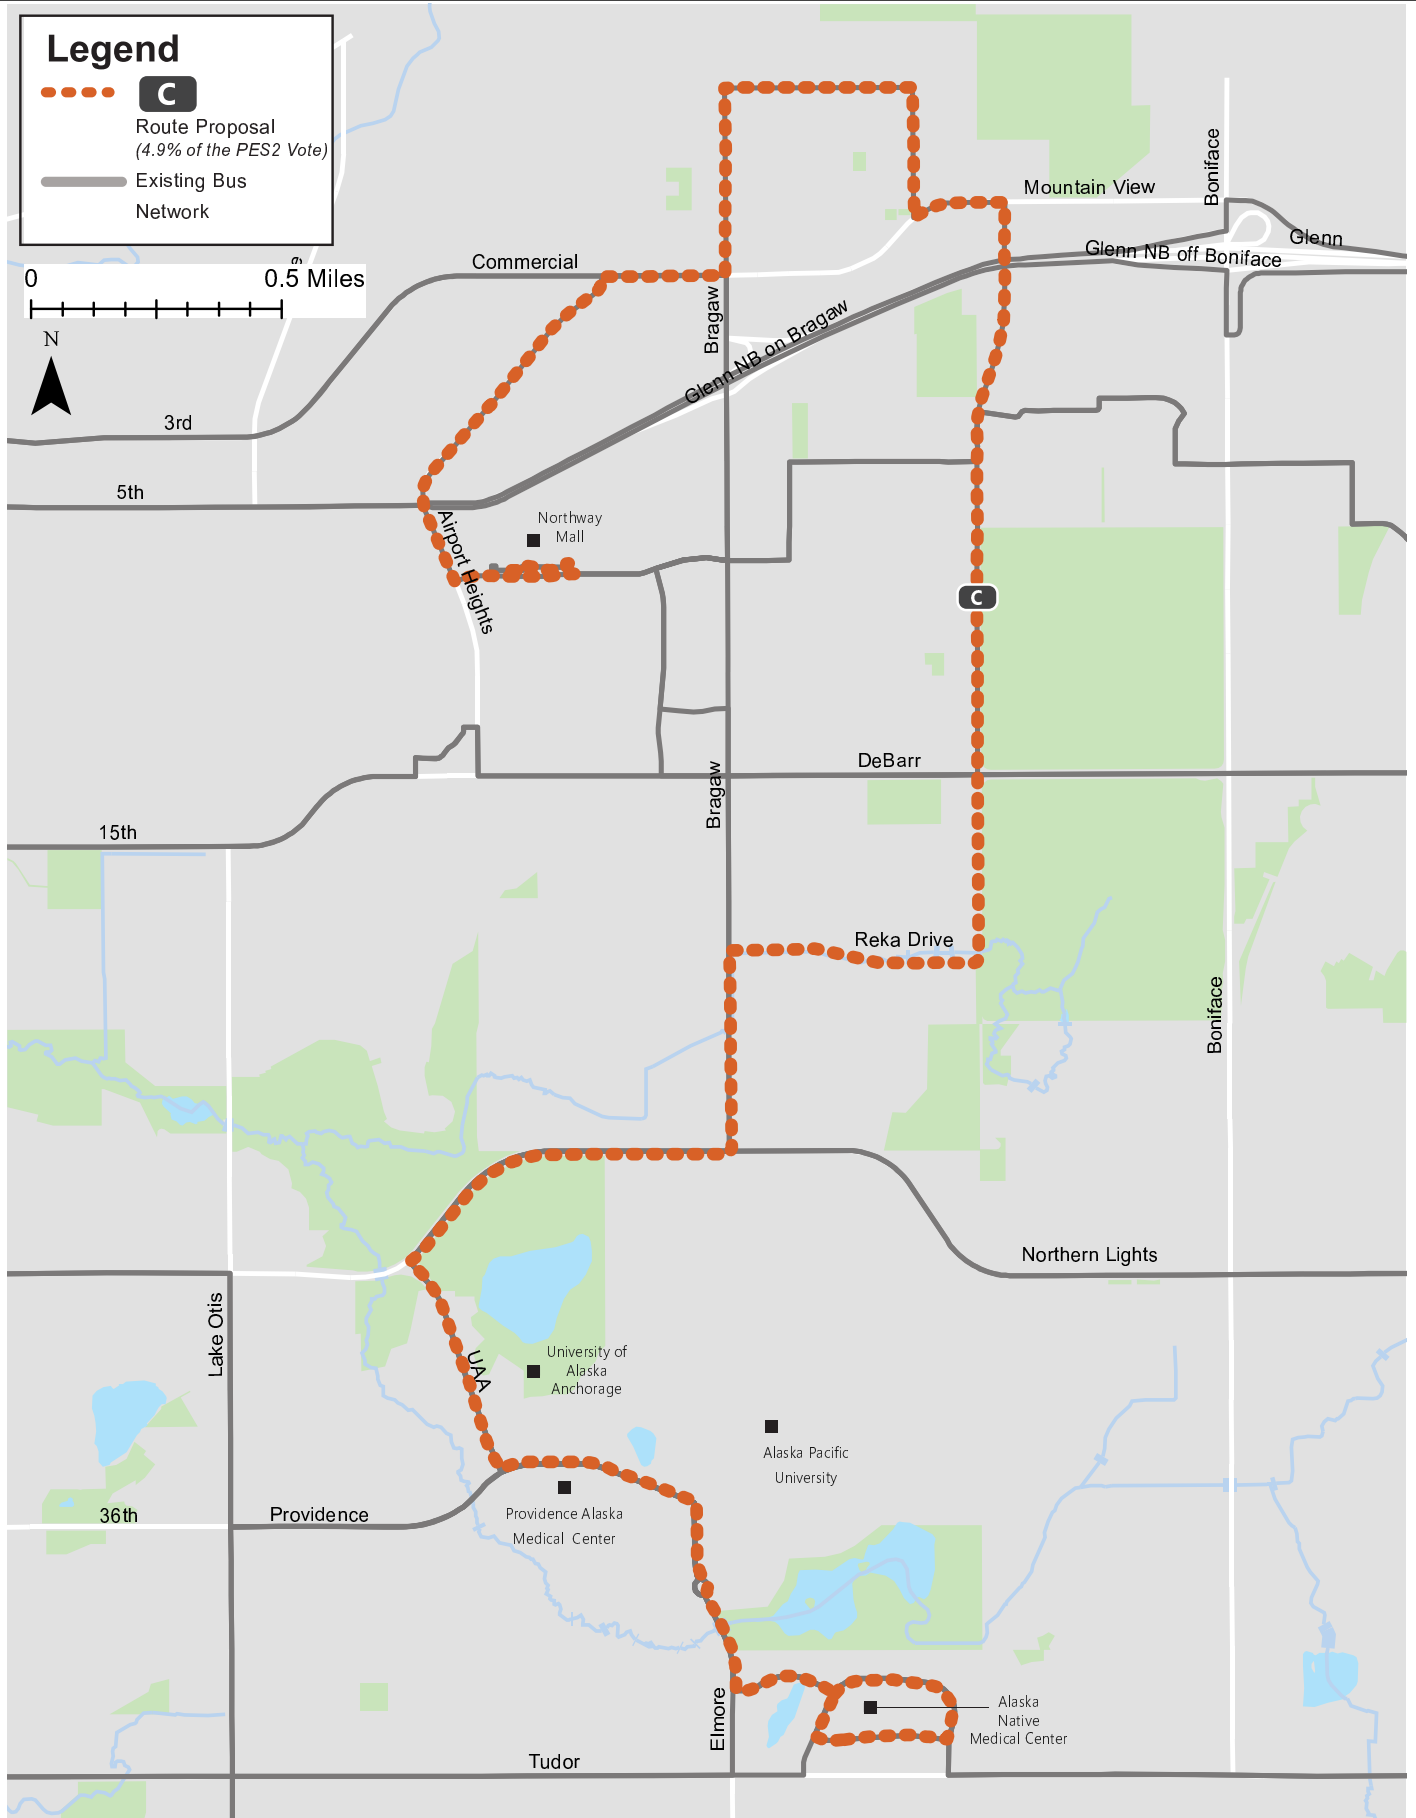 Legend
C
Route Proposal
(4.9% of the PES2 Vote)
Existing Bus
Network
0
0.5 Miles
N
e
Commercial
Bragaw
Mountain View
Boniface
Glenn
Glenn NB off Boniface
Glenn NB on Bragaw
3rd
5th
Airport Heights
Northway
Mall
C
DeBarr
Bragaw
15th
Reka Drive
Boniface
Northern Lights
Lake Otis
UAA
University of
Alaska
Anchorage
Alaska Pacific
University
36th
Providence
Providence Alaska
Medical Center
Elmore
Alaska
Native
Medical Center
Tudor